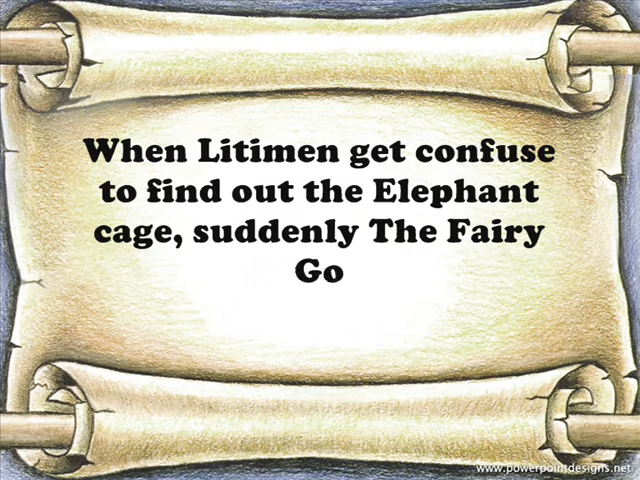 When Litimen get confuse
to find out the Elephant
cage, suddenly The Fairy
Go
www.powerpointdesigns.net